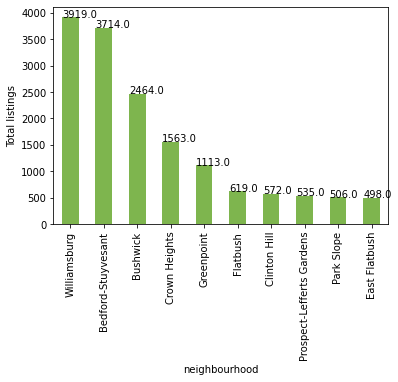 4000
3500
3000
2500
2000
1500
1000
500
0
Total listings
3919.0
3714.0
2464.0
1563.0
1113.0
619.0
572.0
535.0
506.0
498.0
Williamsburg
Bedford-Stuyvesant
Bushwick
Crown Heights
Greenpoint
Flatbush
Clinton Hill
Prospect-Lefferts Gardens
Park Slope
East Flatbush
neighbourhood